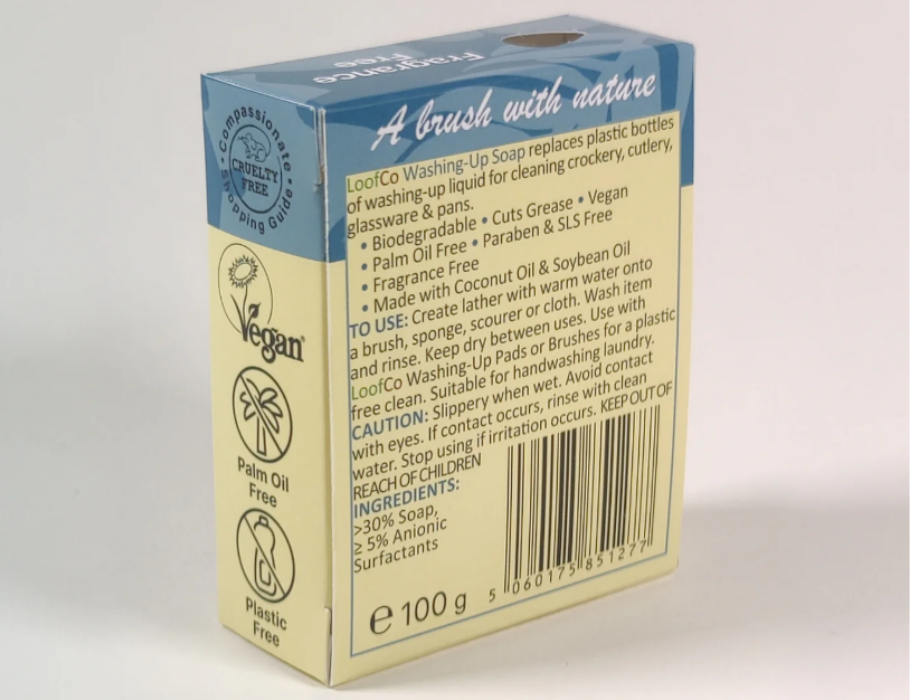 Fragrance
Free
A brush with nature
Compassionate
Shopping Guide
CRUELTY
FREE
Vegan
Palm Oil
Free
Plastic
Free
LoofCo Washing-Up Soap replaces plastic bottles
of washing-up liquid for cleaning crockery, cutlery,
glassware & pans.
• Biodegradable • Cuts Grease • Vegan
• Palm Oil Free • Paraben & SLS Free
• Fragrance Free
• Made with Coconut Oil & Soybean Oil
TO USE: Create lather with warm water onto
a brush, sponge, scourer or cloth. Wash item
and rinse. Keep dry between uses. Use with
LoofCo Washing-Up Pads or Brushes for a plastic
free clean. Suitable for handwashing laundry.
CAUTION: Slippery when wet. Avoid contact
with eyes. If contact occurs, rinse with clean
water. Stop using if irritation occurs. KEEP OUT OF
REACH OF CHILDREN
INGREDIENTS:
>30% Soap,
≥ 5% Anionic
Surfactants
℮ 100 g
5 060175 851277